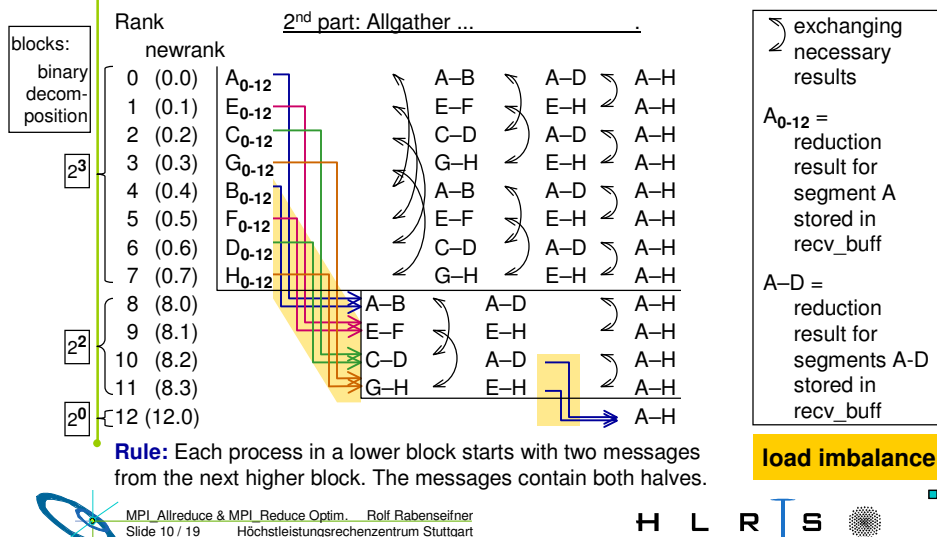 Rank 2nd part: Allgather ... .
blocks: newrank
binary decom- position
0 (0.0) A0-12 A–B A–D A–H
1 (0.1) E0-12 E–F E–H A–H
2 (0.2) C0-12 C–D A–D A–H
2³ 3 (0.3) G0-12 G–H E–H A–H
4 (0.4) B0-12 A–B A–D A–H
5 (0.5) F0-12 E–F E–H A–H
6 (0.6) D0-12 C–D A–D A–H
7 (0.7) H0-12 G–H E–H A–H
8 (8.0) A–B A–D A–H
2² 9 (8.1) E–F E–H A–H
10 (8.2) C–D A–D A–H
11 (8.3) G–H E–H A–H
2⁰ 12 (12.0) A–H
Rule: Each process in a lower block starts with two messages
from the next higher block. The messages contain both halves.
exchanging
necessary
results
A0-12 =
reduction
result for
segment A
stored in
recv_buff
A–D =
reduction
result for
segments A-D
stored in
recv_buff
load imbalance
MPI_Allreduce & MPI_Reduce Optim. Rolf Rabenseifner
Slide 10 / 19 Höchstleistungsrechenzentrum Stuttgart
H L R I S